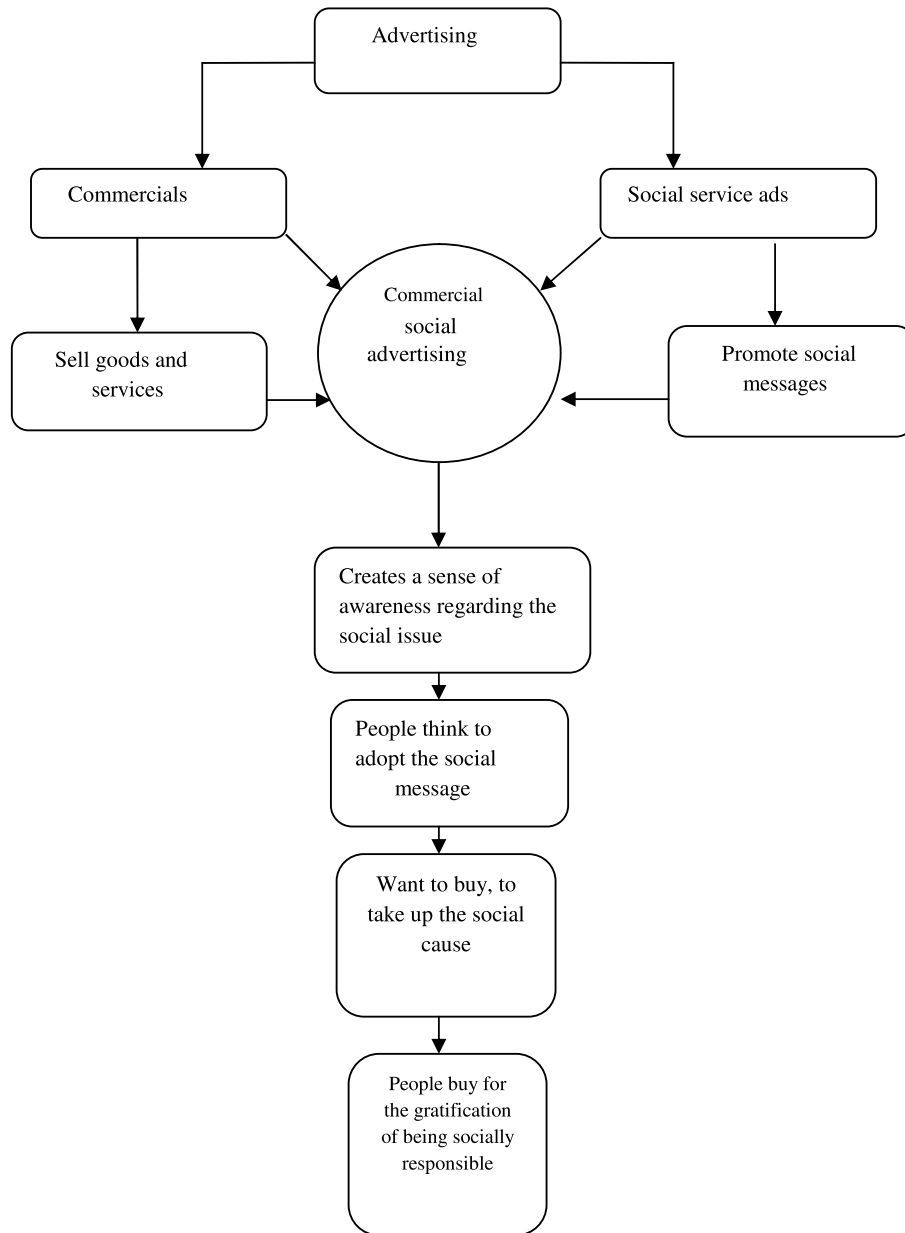 Advertising
Commercials
Social service ads
Commercial
social
advertising
Sell goods and
services
Promote social
messages
Creates a sense of
awareness regarding the
social issue
People think to
adopt the social
message
Want to buy, to
take up the social
cause
People buy for
the gratification
of being socially
responsible